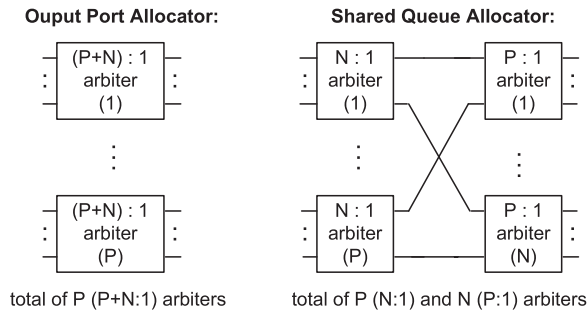 Ouput Port Allocator:
Shared Queue Allocator:
(P+N) : 1
arbiter
(1)
(P+N) : 1
arbiter
(P)
N : 1
arbiter
(1)
N : 1
arbiter
(P)
P : 1
arbiter
(1)
P : 1
arbiter
(N)
total of P (P+N:1) arbiters
total of P (N:1) and N (P:1) arbiters